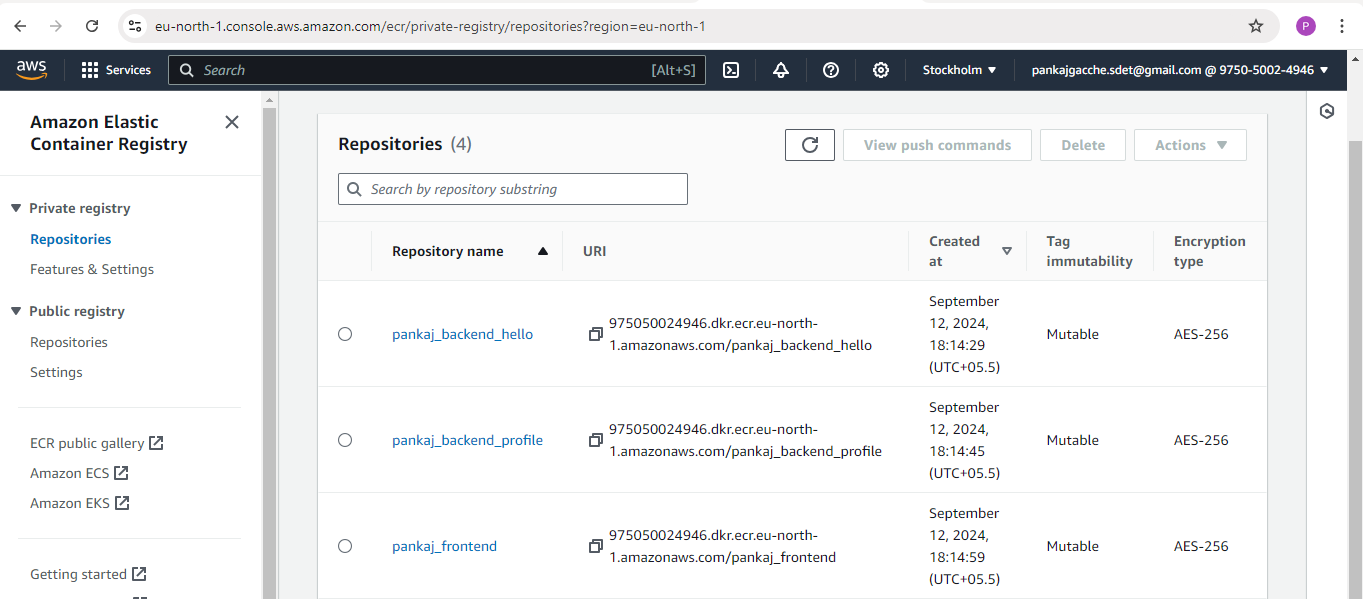 eu-north-1.console.aws.amazon.com/ecr/private-registry/repositories?region=eu-north-1
P
aws
Services
Search
[Alt+S]
Stockholm
pankajgacche.sdet@gmail.com @ 9750-5002-4946
Amazon Elastic
Container Registry
Private registry
Repositories
Features & Settings
Public registry
Repositories
Settings
ECR public gallery
Amazon ECS
Amazon EKS
Getting started
Repositories (4)
View push commands
Delete
Actions
Search by repository substring
Repository name
URI
Created
at
Tag
immutability
Encryption
type
pankaj_backend_hello
975050024946.dkr.ecr.eu-north-
1.amazonaws.com/pankaj_backend_hello
September
12, 2024,
18:14:29
(UTC+05.5)
Mutable
AES-256
pankaj_backend_profile
975050024946.dkr.ecr.eu-north-
1.amazonaws.com/pankaj_backend_profile
September
12, 2024,
18:14:45
(UTC+05.5)
Mutable
AES-256
pankaj_frontend
975050024946.dkr.ecr.eu-north-
1.amazonaws.com/pankaj_frontend
September
12, 2024,
18:14:59
(UTC+05.5)
Mutable
AES-256